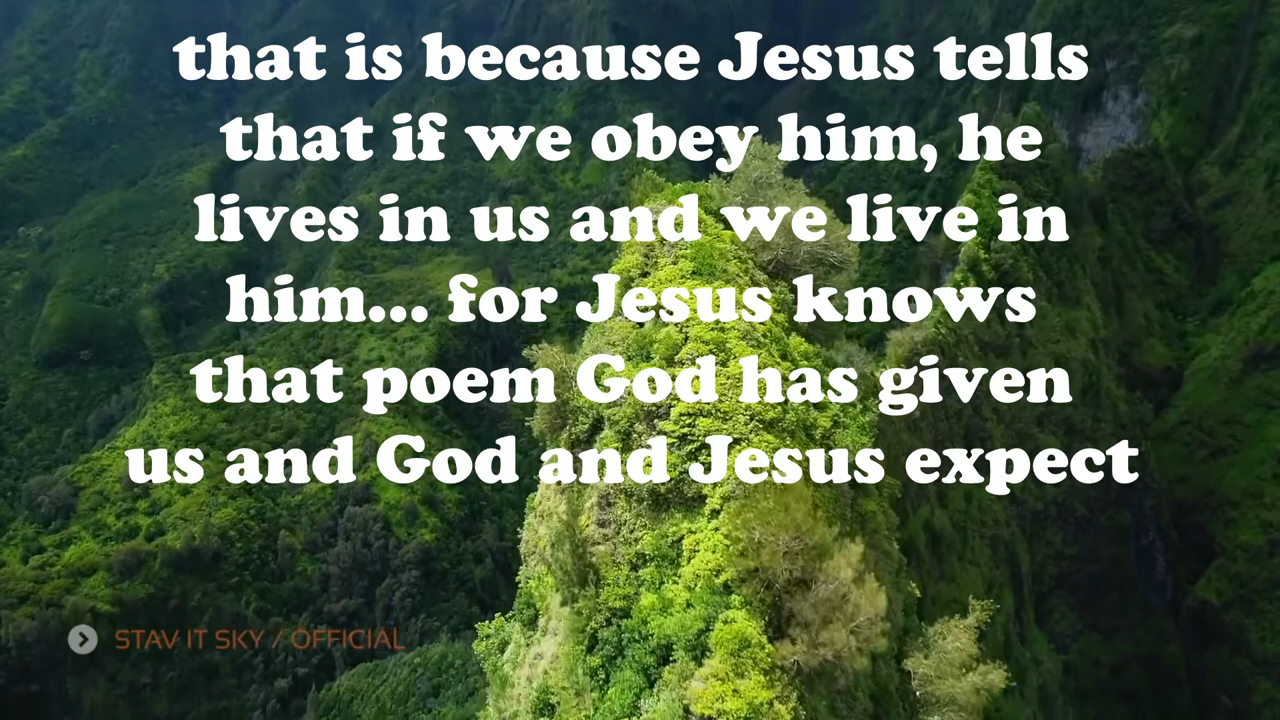 that is because Jesus tells
that if we obey him, he
lives in us and we live in
him... for Jesus knows
that poem God has given
us and God and Jesus expect
STAV IT SKY / OFFICIAL